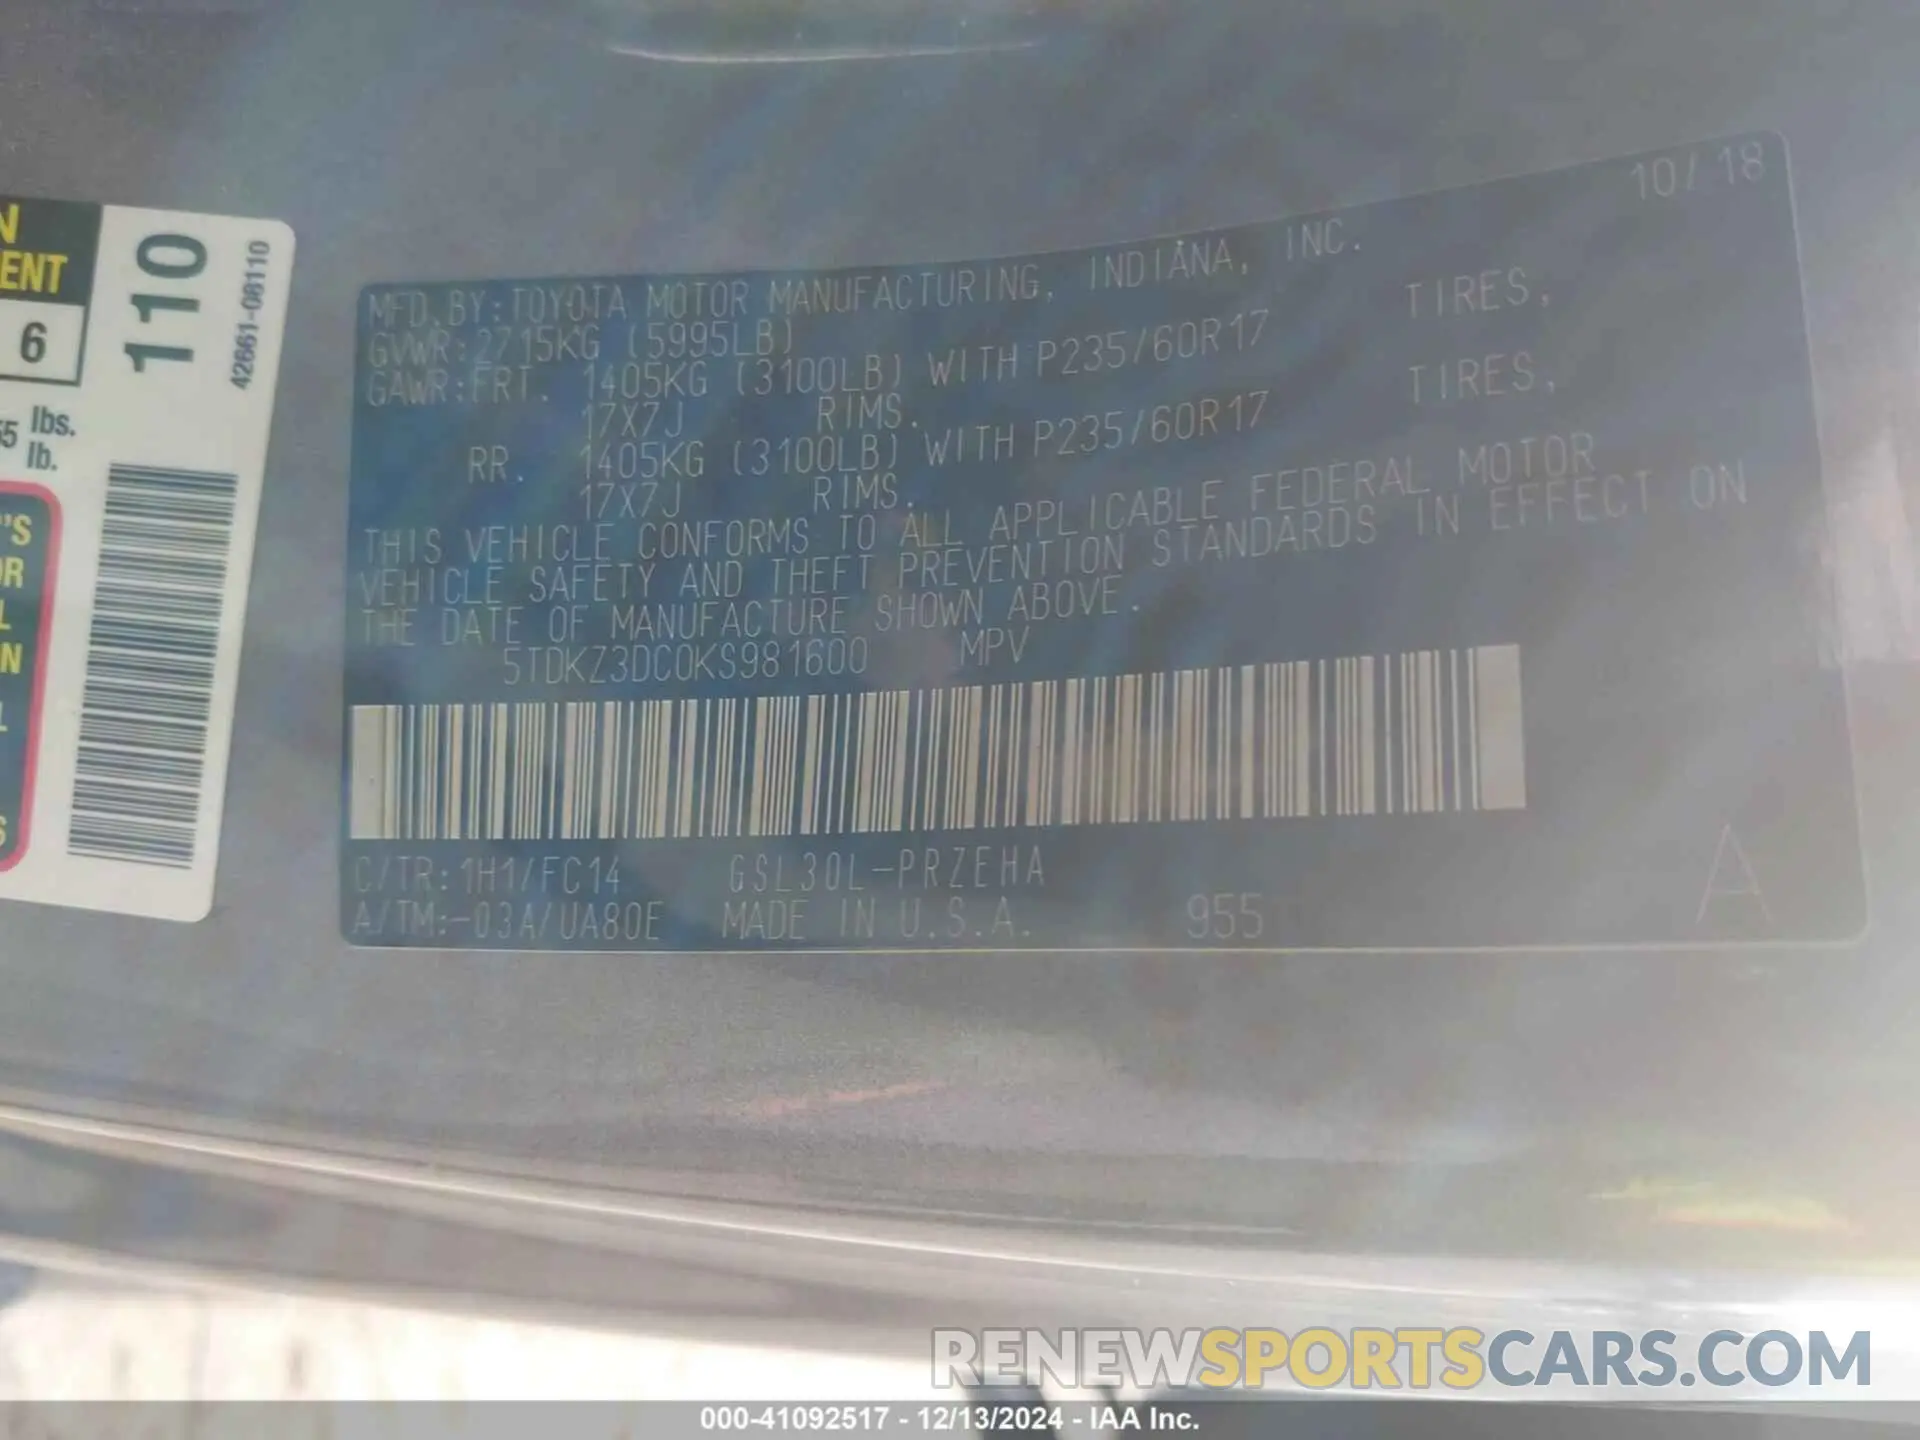 10/18
MFD. BY: TOYOTA MOTOR MANUFACTURING, INDIANA, INC.
GVWR: 2715KG (5995LB)
GAWR: FRT. 1405KG (3100LB) WITH P235/60R17 TIRES,
17X7J RIMS.
RR. 1405KG (3100LB) WITH P235/60R17 TIRES,
17X7J RIMS.
THIS VEHICLE CONFORMS TO ALL APPLICABLE FEDERAL MOTOR
VEHICLE SAFETY AND THEFT PREVENTION STANDARDS IN EFFECT ON
THE DATE OF MANUFACTURE SHOWN ABOVE.
5TDKZ3DC0KS981600 MPV
C/TR: 1H1/FC14 GSL30L-PRZEHA
A/TM:-03A/UA80E MADE IN U.S.A. 955 A
110
42661-08110
6
lbs.
lb.
RENEWSPORTSCARS.COM
000-41092517 - 12/13/2024 - IAA Inc.